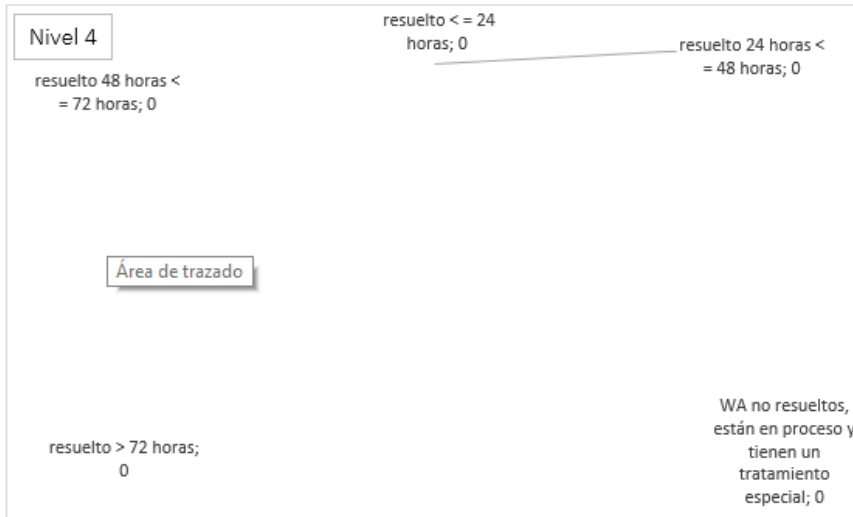 Nivel 4
resuelto < = 24
horas; 0
resuelto 24 horas <
= 48 horas; 0
resuelto 48 horas <
= 72 horas; 0
Área de trazado
resuelto > 72 horas;
0
WA no resueltos,
están en proceso y
tienen un
tratamiento
especial; 0